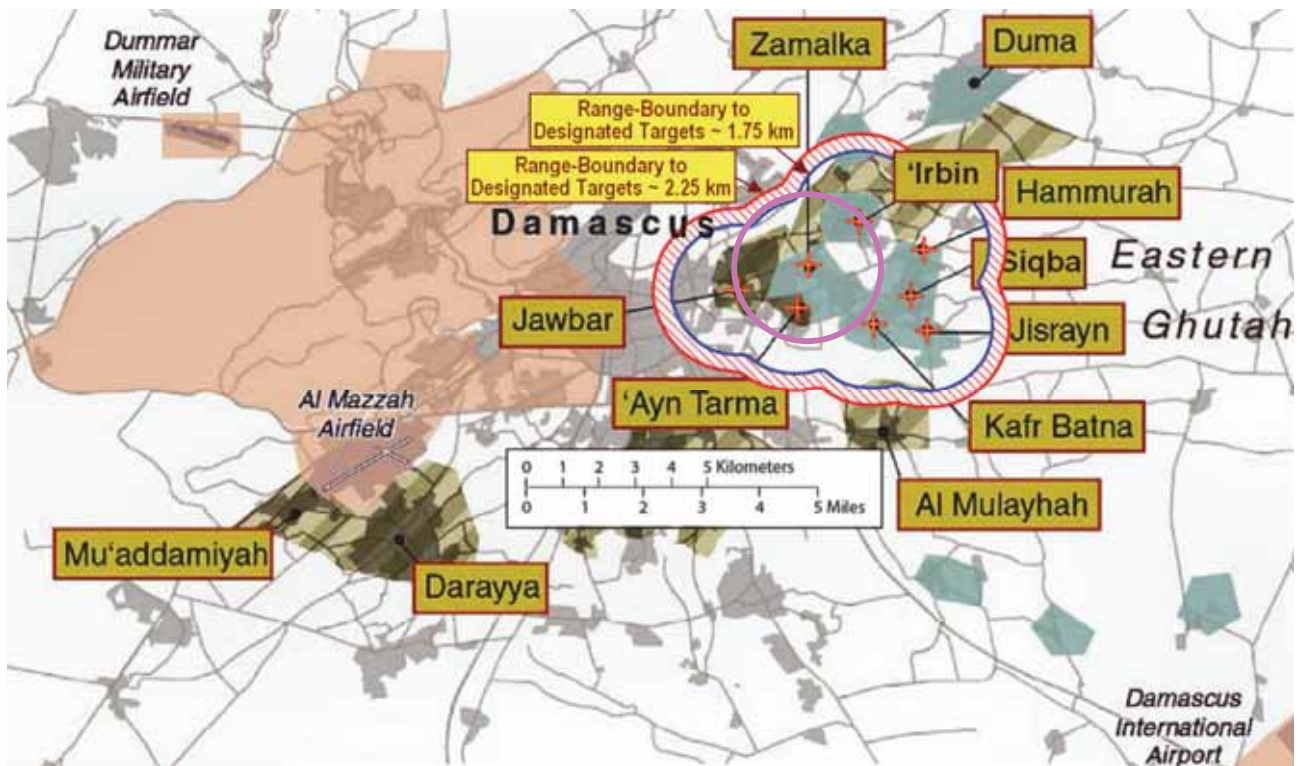 Dummar
Military
Airfield
Zamalka
Duma
Range-Boundary to
Designated Targets ~ 1.75 km
Range-Boundary to
Designated Targets ~ 2.25 km
'Irbin
Hammurah
Damascus
Siqba
Eastern
Jawbar
Jisrayn
Ghutah
Al Mazzah
Airfield
'Ayn Tarma
Kafr Batna
0 1 2 3 4 5 Kilometers
0 1 2 3 4 5 Miles
Al Mulayhah
Mu'addamiyah
Darayya
Damascus
International
Airport